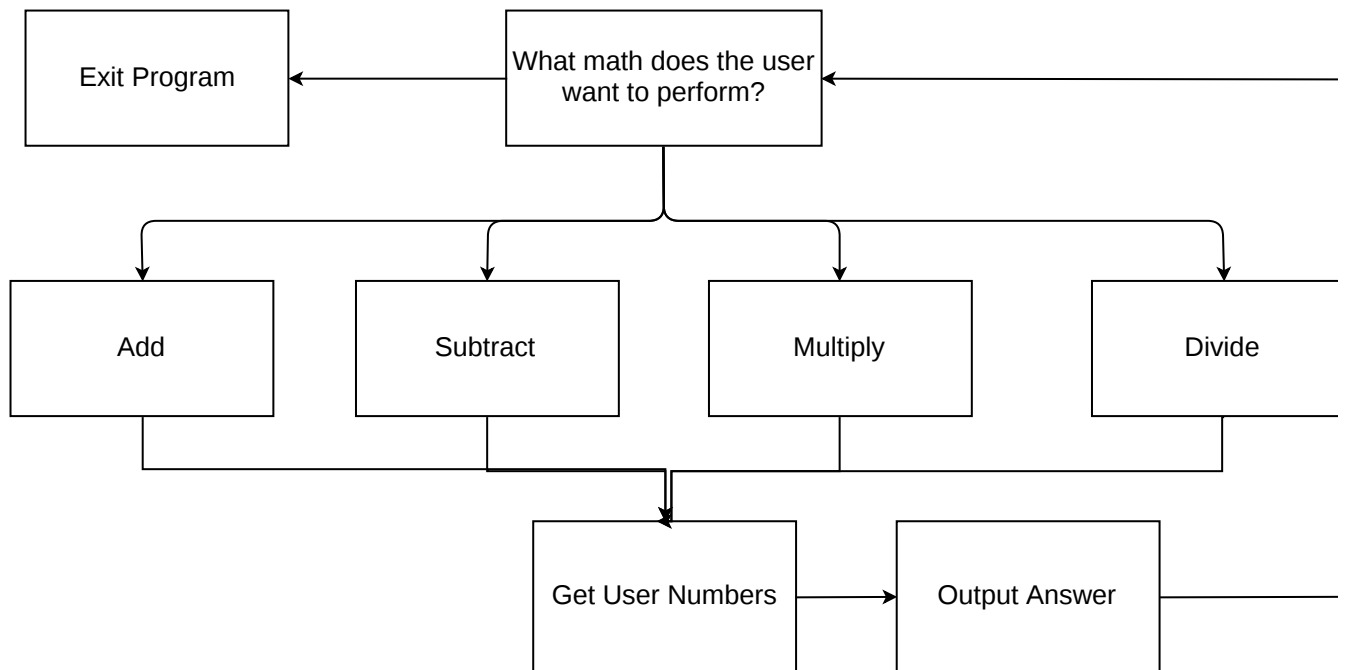 Exit Program
What math does the user
want to perform?
Add
Subtract
Multiply
Divide
Get User Numbers
Output Answer